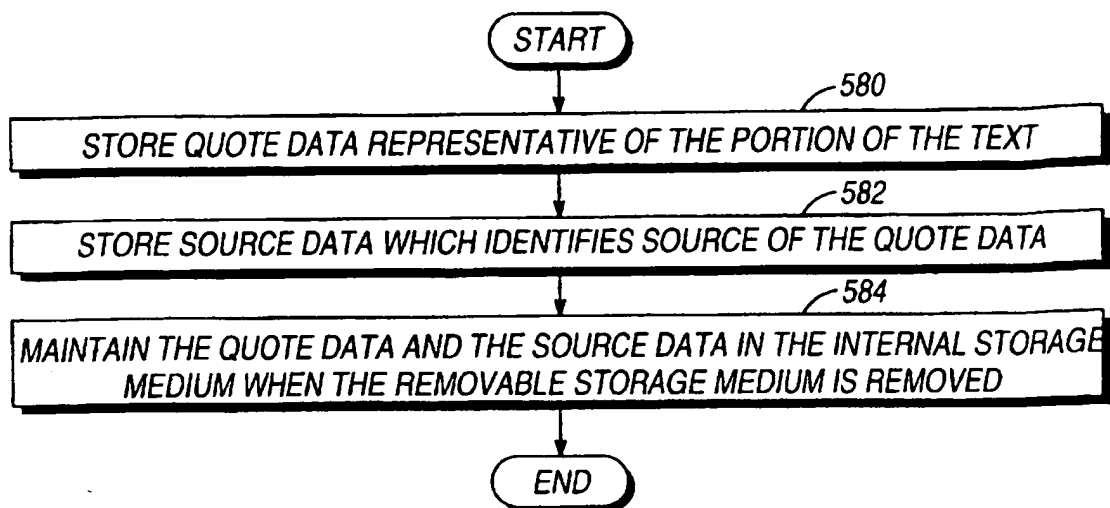 START
580
STORE QUOTE DATA REPRESENTATIVE OF THE PORTION OF THE TEXT
582
STORE SOURCE DATA WHICH IDENTIFIES SOURCE OF THE QUOTE DATA
584
MAINTAIN THE QUOTE DATA AND THE SOURCE DATA IN THE INTERNAL STORAGE
MEDIUM WHEN THE REMOVABLE STORAGE MEDIUM IS REMOVED
END